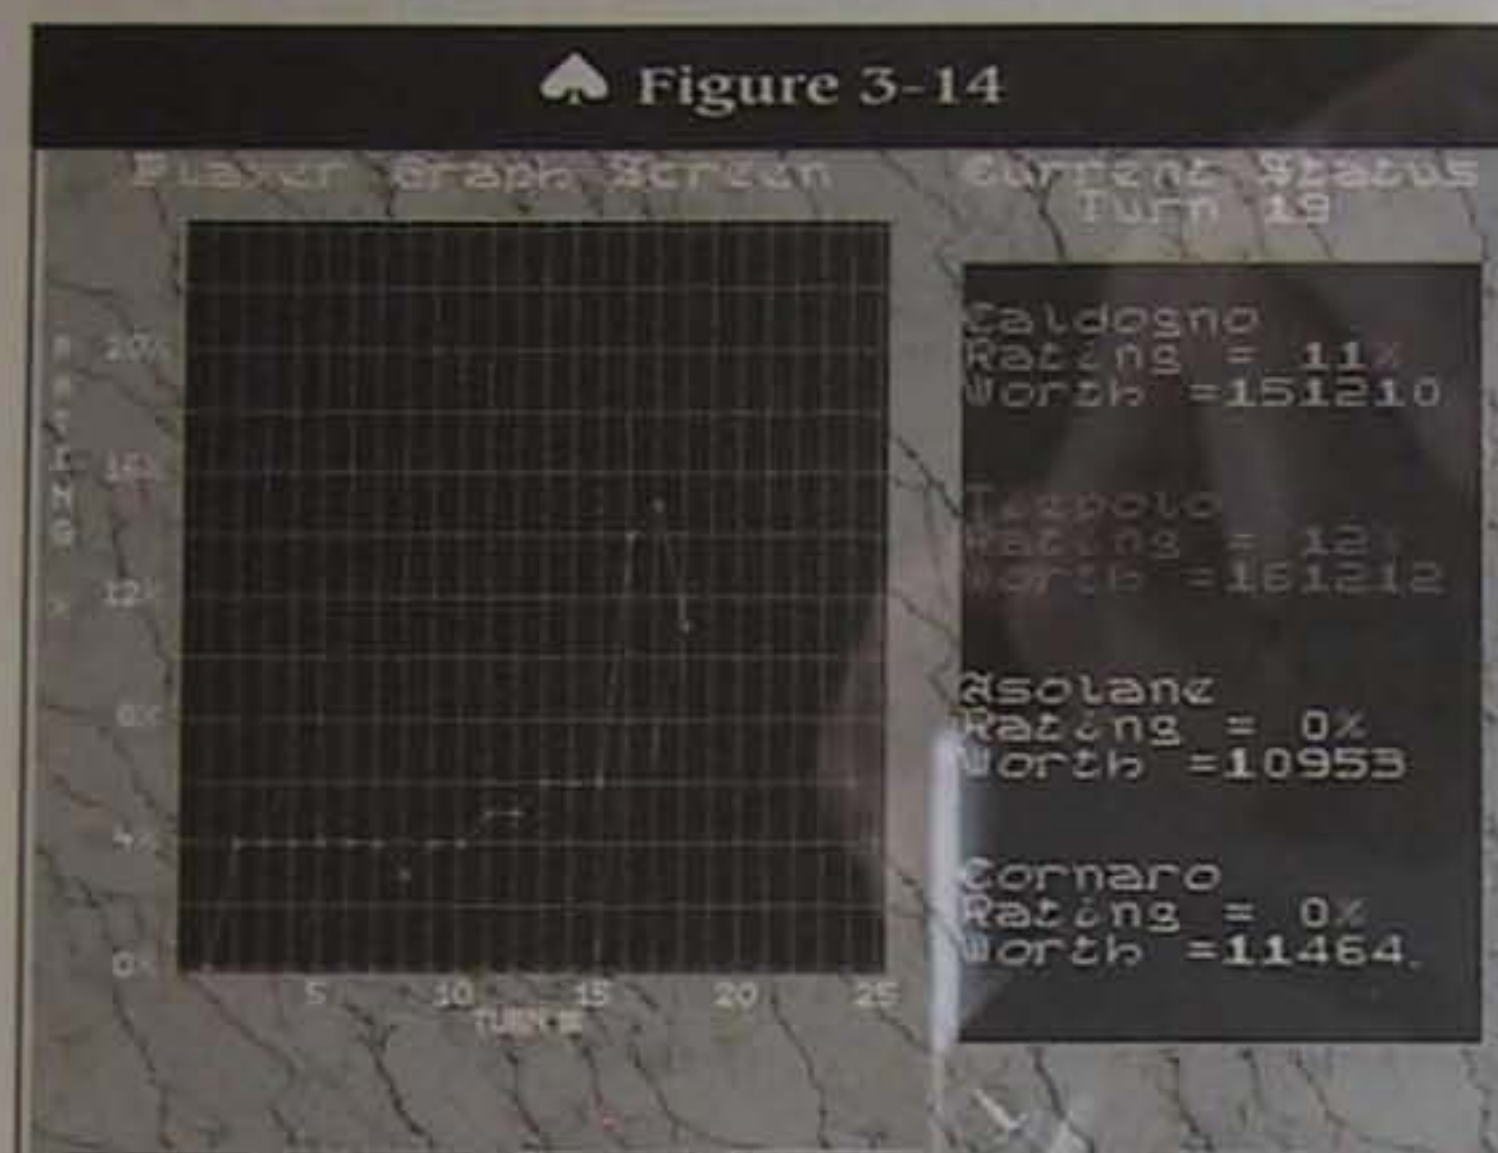 Figure 3-14
Player Graph Screen
Current Status
Turn 19
Rating %
20%
16%
12%
8%
4%
0%
5 10 15 20 25
TURN #
Caldogno
Rating = 11%
Worth =151210
Tiepolo
Rating = 12%
Worth =161212
Asolane
Rating = 0%
Worth =10953
Cornaro
Rating = 0%
Worth =11464